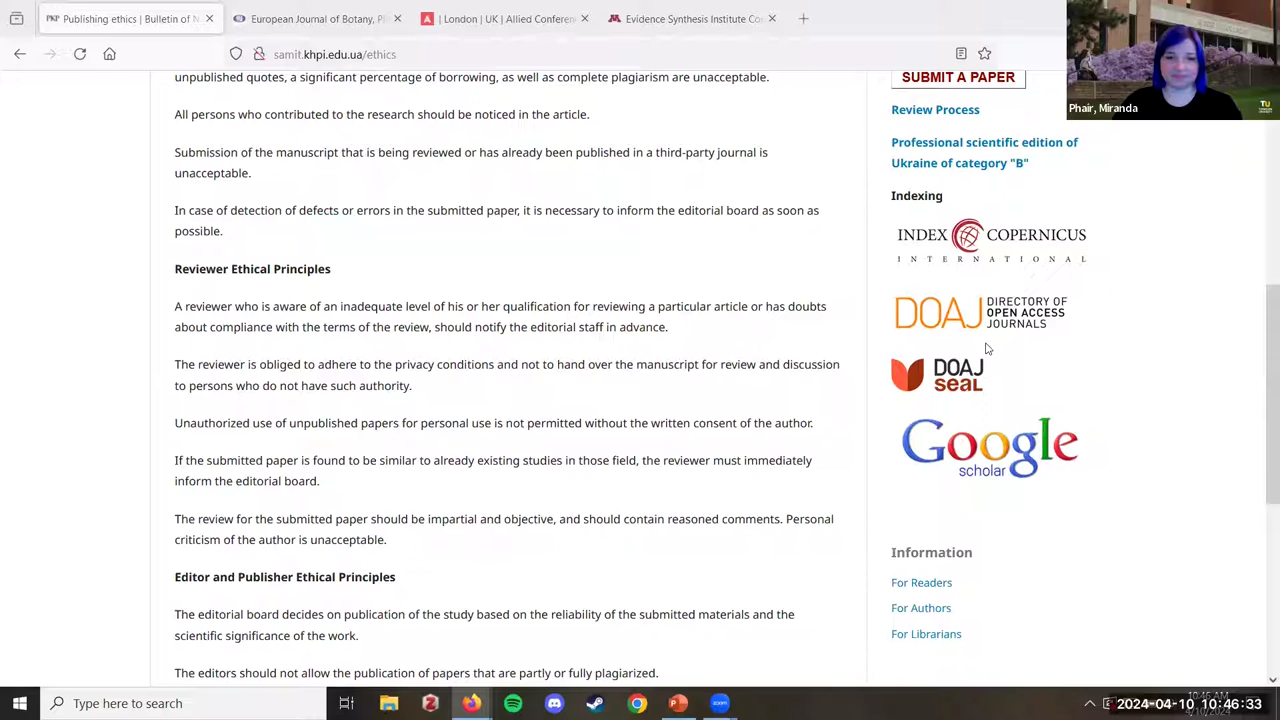 Publishing ethics | Bulletin of N
European Journal of Botany, Pl
| London | UK | Allied Conferen
Evidence Synthesis Institute Co
samit.khpi.edu.ua/ethics
Phair, Miranda
TU
unpublished quotes, a significant percentage of borrowing, as well as complete plagiarism are unacceptable.
All persons who contributed to the research should be noticed in the article.
Submission of the manuscript that is being reviewed or has already been published in a third-party journal is
unacceptable.
In case of detection of defects or errors in the submitted paper, it is necessary to inform the editorial board as soon as
possible.
Reviewer Ethical Principles
A reviewer who is aware of an inadequate level of his or her qualification for reviewing a particular article or has doubts
about compliance with the terms of the review, should notify the editorial staff in advance.
The reviewer is obliged to adhere to the privacy conditions and not to hand over the manuscript for review and discussion
to persons who do not have such authority.
Unauthorized use of unpublished papers for personal use is not permitted without the written consent of the author.
If the submitted paper is found to be similar to already existing studies in those field, the reviewer must immediately
inform the editorial board.
The review for the submitted paper should be impartial and objective, and should contain reasoned comments. Personal
criticism of the author is unacceptable.
Editor and Publisher Ethical Principles
The editorial board decides on publication of the study based on the reliability of the submitted materials and the
scientific significance of the work.
The editors should not allow the publication of papers that are partly or fully plagiarized.
SUBMIT A PAPER
Review Process
Professional scientific edition of
Ukraine of category "B"
Indexing
INDEX COPERNICUS
INTERNATIONAL
DOAJ DIRECTORY OF
OPEN ACCESS
JOURNALS
DOAJ
SEAL
Google
scholar
Information
For Readers
For Authors
For Librarians
Type here to search
10:46 AM
2024-04-10 10:46:33
4/10/2024